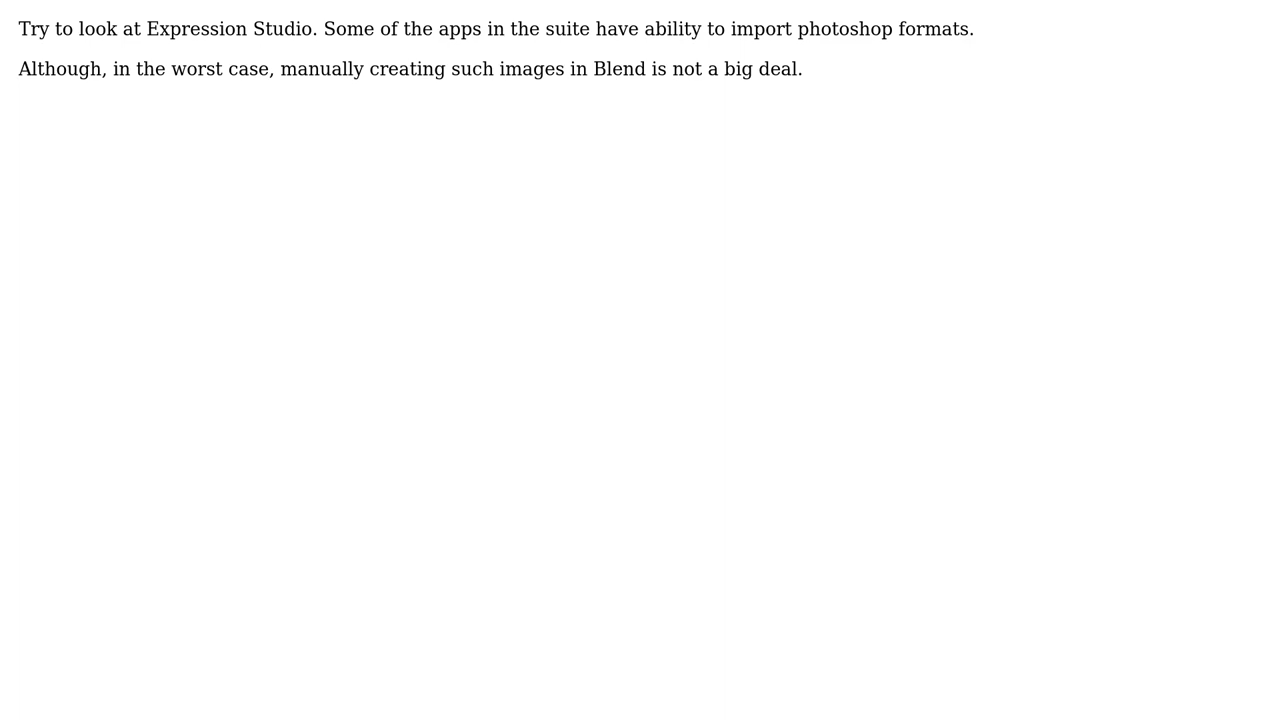 Try to look at Expression Studio. Some of the apps in the suite have ability to import photoshop formats.
Although, in the worst case, manually creating such images in Blend is not a big deal.